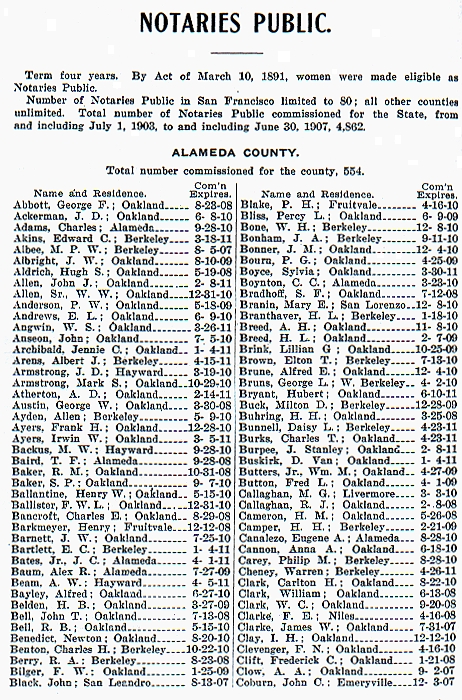 NOTARIES PUBLIC.
Term four years. By Act of March 10, 1891, women were made eligible as
Notaries Public.
Number of Notaries Public in San Francisco limited to 80; all other counties
unlimited. Total number of Notaries Public commissioned for the State, from
and including July 1, 1903, to and including June 30, 1907, 4,862.
ALAMEDA COUNTY.
Total number commissioned for the county, 554.
Name and Residence. Com'n Expires.
Abbott, George F.; Oakland 8-23-08
Ackerman, J. D.; Oakland 6- 8-10
Adams, Charles; Alameda 9-28-10
Akins, Edward C.; Berkeley 3-18-11
Albee, M. P. W.; Berkeley 8- 5-07
Albright, J. W.; Oakland 8-10-09
Aldrich, Hugh S.; Oakland 5-19-08
Allen, John J.; Oakland 2- 8-11
Allen, Sr., W. W.; Oakland 12-31-10
Anderson, P. W.; Oakland 5-13-09
Andrews, E. L.; Oakland 6- 9-10
Angwin, W. S.; Oakland 3-26-11
Anseon, John; Oakland 5- 5-10
Archibald, Jennie C.; Oakland 1- 4-11
Arens, Albert J.; Berkeley 4-15-11
Armstrong, J. D.; Hayward 3-19-10
Armstrong, Mark S.; Oakland 10-29-10
Atherton, A. D.; Oakland 2-14-11
Austin, George W.; Oakland 3-30-08
Ayden, Allen; Berkeley 5- 9-10
Ayers, Frank H.; Oakland 12-28-10
Ayers, Irwin W.; Oakland 3- 5-11
Backus, M. W.; Hayward 9-28-10
Baird, T. F.; Alameda 9-28-08
Baker, R. M.; Oakland 10-31-08
Baker, S. P.; Oakland 9- 7-10
Ballantine, Henry W.; Oakland 5-15-10
Ballister, F. W. L.; Oakland 12-31-10
Bancroft, Charles E.; Oakland 8-29-08
Barkmeyer, Henry; Fruitvale 12-12-08
Barnett, J. W.; Oakland 7-25-10
Bartlett, E. C.; Berkeley 1- 4-11
Bates, Jr., J. C.; Alameda 4- 1-11
Baum, Alex R.; Alameda 7-27-09
Beam, A. W.; Hayward 4- 5-11
Bayley, Alfred; Oakland 6-27-10
Belden, H. B.; Oakland 3-27-09
Bell, John T.; Oakland 7-13-08
Bell, R. B.; Oakland 5-15-10
Benedict, Newton; Oakland 8-20-10
Benton, Charles H.; Berkeley 10-22-10
Berry, R. A.; Berkeley 8-23-08
Bilger, F. W.; Oakland 1-25-09
Black, John; San Leandro 8-13-07
Name and Residence. Com'n Expires.
Blake, P. H.; Fruitvale 4-16-10
Bliss, Percy L.; Oakland 6- 9-09
Bone, W. H.; Berkeley 12- 8-10
Bonham, J. A.; Berkeley 9-11-10
Bonner, J. M.; Oakland 12- 4-10
Bourn, P. G.; Oakland 4-25-09
Boyce, Sylvia; Oakland 3-30-11
Boynton, C. C.; Alameda 3-23-10
Bradhoff, S. F.; Oakland 7-12-08
Branin, Mary E.; San Lorenzo 12- 8-10
Branthaver, H. L.; Berkeley 1-18-10
Breed, A. H.; Oakland 11- 8-10
Breed, H. L.; Oakland 2- 7-09
Brink, Lillian G; Oakland 10-25-09
Brown, Elton T.; Berkeley 7-13-10
Brune, Alfred E.; Oakland 12- 4-10
Bruns, George L.; W. Berkeley 4- 2-10
Bryant, Hubert; Oakland 6-10-11
Buck, Milton D.; Berkeley 12-28-09
Buhring, H. H.; Oakland 3-25-08
Bunnell, Daisy L.; Berkeley 4-23-11
Burks, Charles T.; Oakland 4-23-11
Burpee, J. Stanley; Oakland 2- 8-11
Buskirk, D. Van; Oakland 1- 4-11
Butters, Jr., Wm. M.; Oakland 4-27-09
Button, Fred L.; Oakland 4- 1-09
Callaghan, M. G.; Livermore 3- 3-10
Callaghan, R. J.; Oakland 2- 8-08
Cameron, H. M.; Oakland 5-26-08
Camper, H. H.; Berkeley 2-21-09
Canalezo, Eugene A.; Alameda 8-28-10
Cannon, Anna A.; Oakland 6-18-10
Carey, Philip M.; Berkeley 8-28-10
Cheney, Warren; Berkeley 4-26-11
Clark, Carlton H.; Oakland 8-22-10
Clark, William; Oakland 6-13-08
Clark, W. C.; Oakland 9-20-08
Clarke, F. E.; Niles 4-16-08
Clarke, James W.; Oakland 7-31-07
Clay, I. H.; Oakland 12-12-10
Clevenger, F. N.; Oakland 4-16-10
Clift, Frederick C.; Oakland 1-21-08
Clow, A. A.; Oakland 9- 2-07
Coburn, John C.; Emeryville 12- 3-07